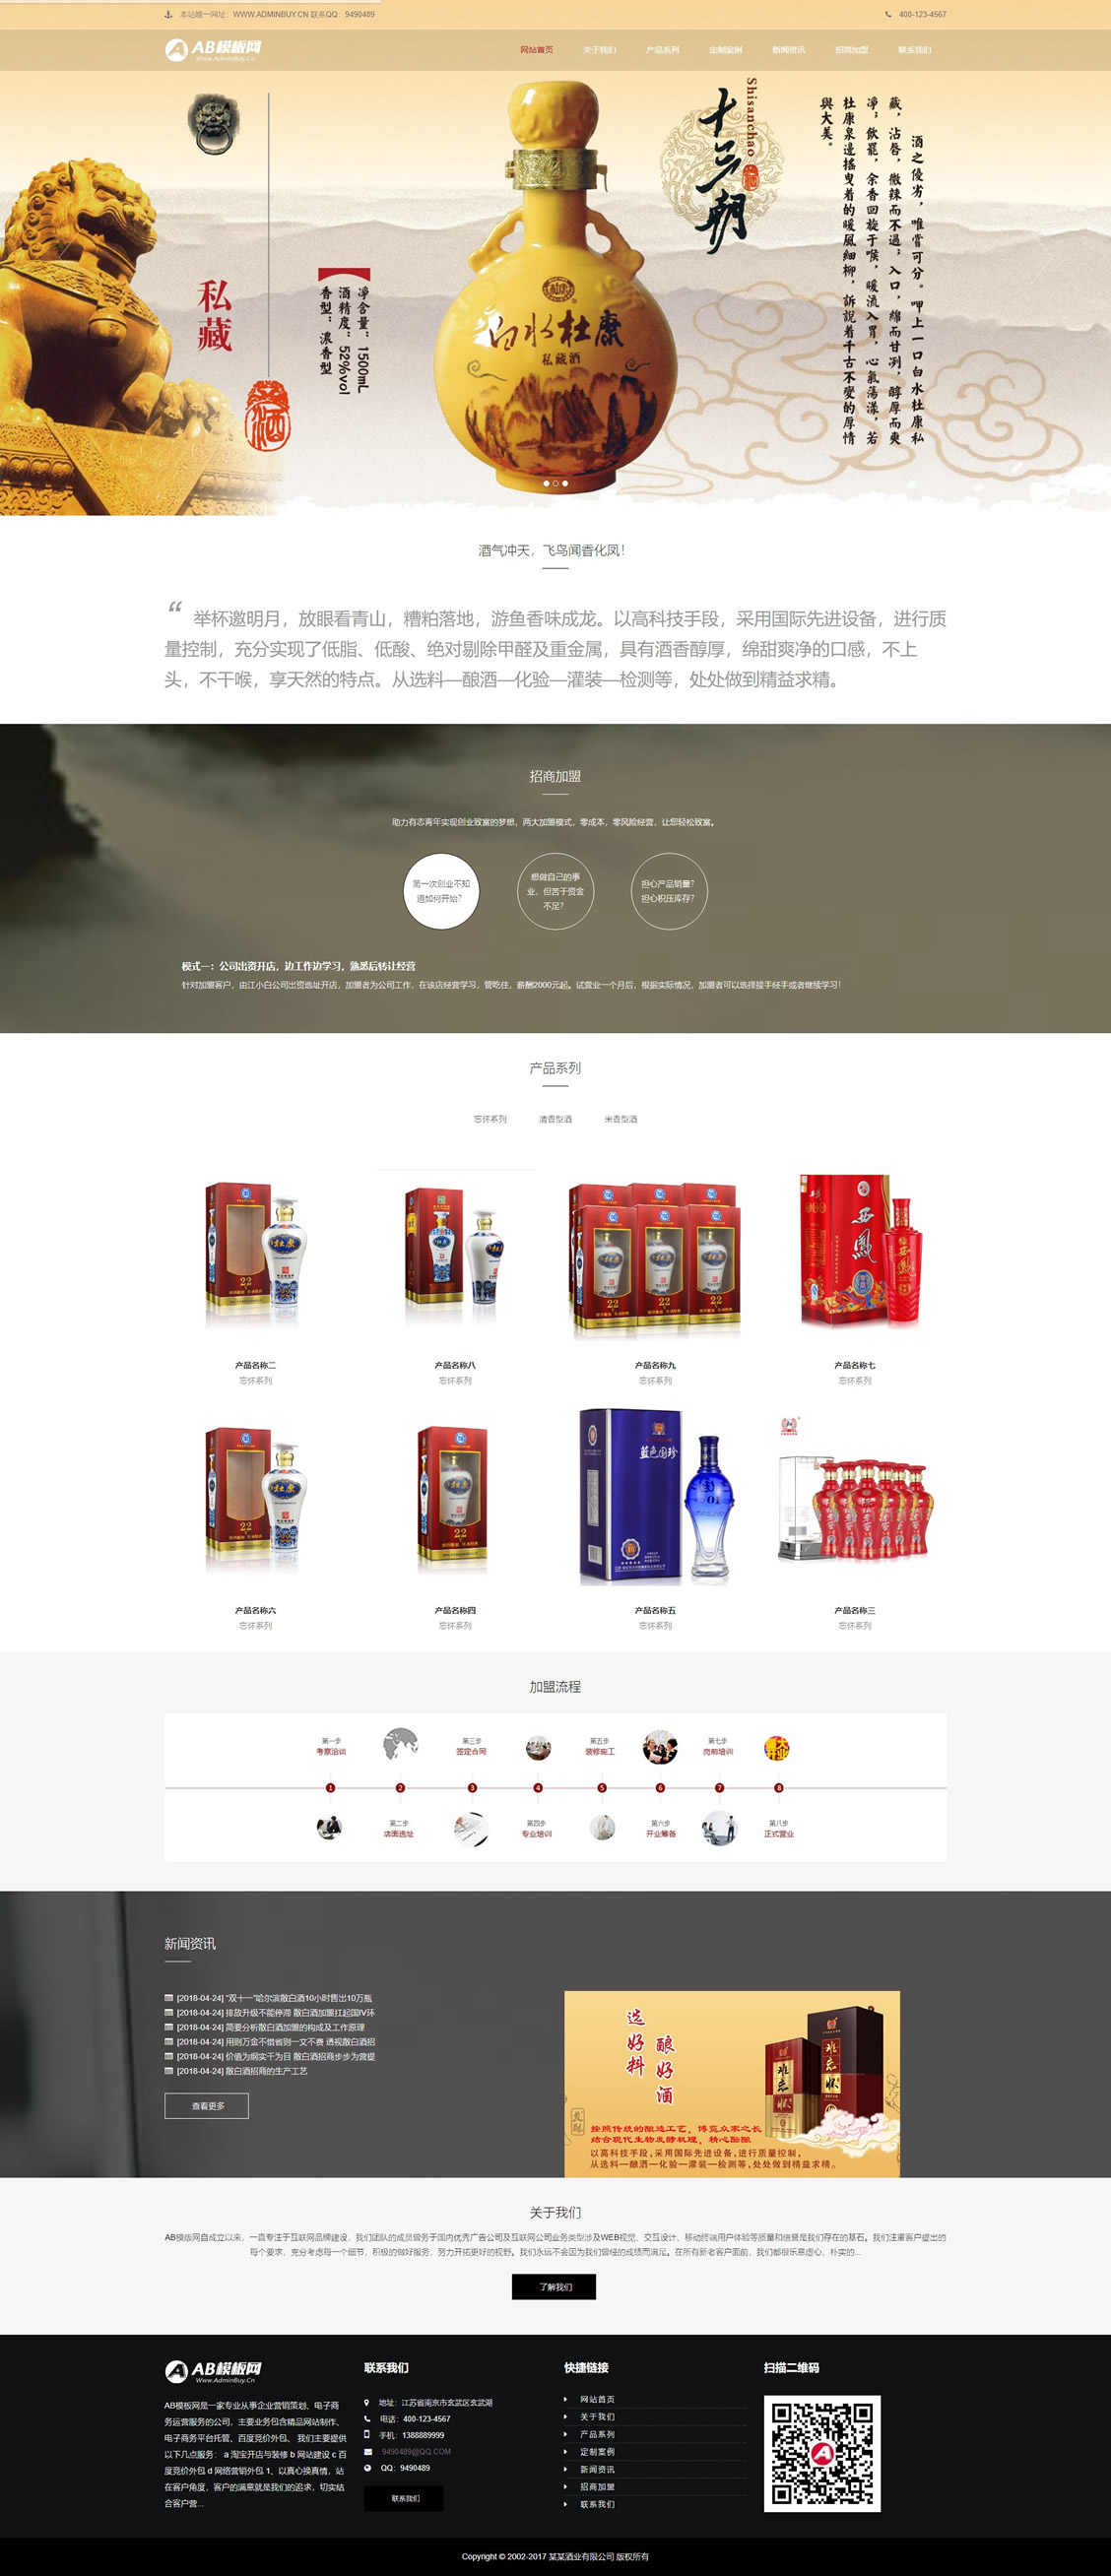 本站唯一网址：WWW.ADMINBUY.CN 联系QQ：9490489
400-123-4567
AB模板网
Www.AdminBuy.Cn
网站首页
关于我们
产品系列
定制案例
新闻资讯
招商加盟
联系我们
私藏
酒
净含量：1500mL
酒精度：52%vol
香型：浓香型
白水杜康
私藏酒
十三朝
Shisanchao
酒之優劣，唯嘗可分。呷上一口白水杜康私
藏，沾唇，微辣而不過，入口，綿而甘冽，醇厚而爽
凈，飲罷，余香回旋于喉，暖流入胃，心氣蕩漾，若
杜康泉邊搖曳着的暖風細柳，訴説着千古不變的厚情
與大美。
酒气冲天，飞鸟闻香化凤！
“ 举杯邀明月，放眼看青山，糟粕落地，游鱼香味成龙。以高科技手段，采用国际先进设备，进行质
量控制，充分实现了低脂、低酸、绝对剔除甲醛及重金属，具有酒香醇厚，绵甜爽净的口感，不上
头，不干喉，享天然的特点。从选料—酿酒—化验—灌装—检测等，处处做到精益求精。
招商加盟
助力有志青年实现创业致富的梦想，两大加盟模式，零成本，零风险经营，让您轻松致富。
第一次创业不知
道如何开始？
想做自己的事
业，但苦于资金
不足？
担心产品销量？
担心积压库存？
模式一：公司出资开店，边工作边学习，熟悉后转让经营
针对加盟客户，由江小白公司出资选址开店，加盟者为公司工作，在该店经营学习，管吃住，薪酬2000元起。试营业一个月后，根据实际情况，加盟者可以选择接手经手或者继续学习！
产品系列
忘怀系列
清香型酒
米香型酒
杜康
22
西鳳
产品名称二
产品名称八
产品名称九
产品名称七
忘怀系列
忘怀系列
忘怀系列
忘怀系列
22
22
蓝色国珍
产品名称六
产品名称四
产品名称五
产品名称三
忘怀系列
忘怀系列
忘怀系列
忘怀系列
加盟流程
第一步
考察洽谈
第三步
签定合同
第五步
装修施工
第七步
岗前培训
1
2
3
4
5
6
7
8
第二步
店面选址
第四步
专业培训
第六步
开业筹备
第八步
正式营业
新闻资讯
[2018-04-24] “双十一”哈尔滨散白酒10小时售出10万瓶
[2018-04-24] 排放升级不能停滞 散白酒加盟扛起国IV环
[2018-04-24] 简要分析散白酒加盟的构成及工作原理
[2018-04-24] 用则万金不惜省则一文不费 透视散白酒招
[2018-04-24] 价值为纲实干为目 散白酒招商步步为营提
[2018-04-24] 散白酒招商的生产工艺
查看更多
选好料
酿好酒
按照传统的酿造工艺，博览众家之长
结合现代生物发酵机理，精心酝酿
以高科技手段,采用国际先进设备,进行质量控制,
从选料—酿酒—化验—灌装—检测等,处处做到精益求精。
关于我们
AB模版网自成立以来，一直专注于互联网品牌建设，我们团队的成员曾务于国内优秀广告公司及互联网公司业务类型涉及WEB视觉、交互设计、移动终端用户体验等质量和信誉是我们存在的基石。我们注重客户提出的
每个要求，充分考虑每一个细节，积极的做好服务，努力开拓更好的视野。我们永远不会因为我们曾经的成绩而满足。在所有新老客户面前，我们都很乐意虚心、朴实的...
了解我们
AB模板网
Www.AdminBuy.Cn
AB模板网是一家专业从事企业营销策划、电子商
务运营服务的公司，主要业务包含精品网站制作、
电子商务平台托管、百度竞价外包、 我们主要提供
以下几点服务： a 淘宝开店与装修 b 网站建设 c 百
度竞价外包 d 网络营销外包 1、以真心换真情，站
在客户角度，客户的满意就是我们的追求，切实结
合客户营...
联系我们
地址：江苏省南京市玄武区玄武湖
电话：400-123-4567
手机：1388889999
9490489@QQ.COM
QQ：9490489
联系我们
快捷链接
网站首页
关于我们
产品系列
定制案例
新闻资讯
招商加盟
联系我们
扫描二维码
Copyright © 2002-2017 某某酒业有限公司 版权所有